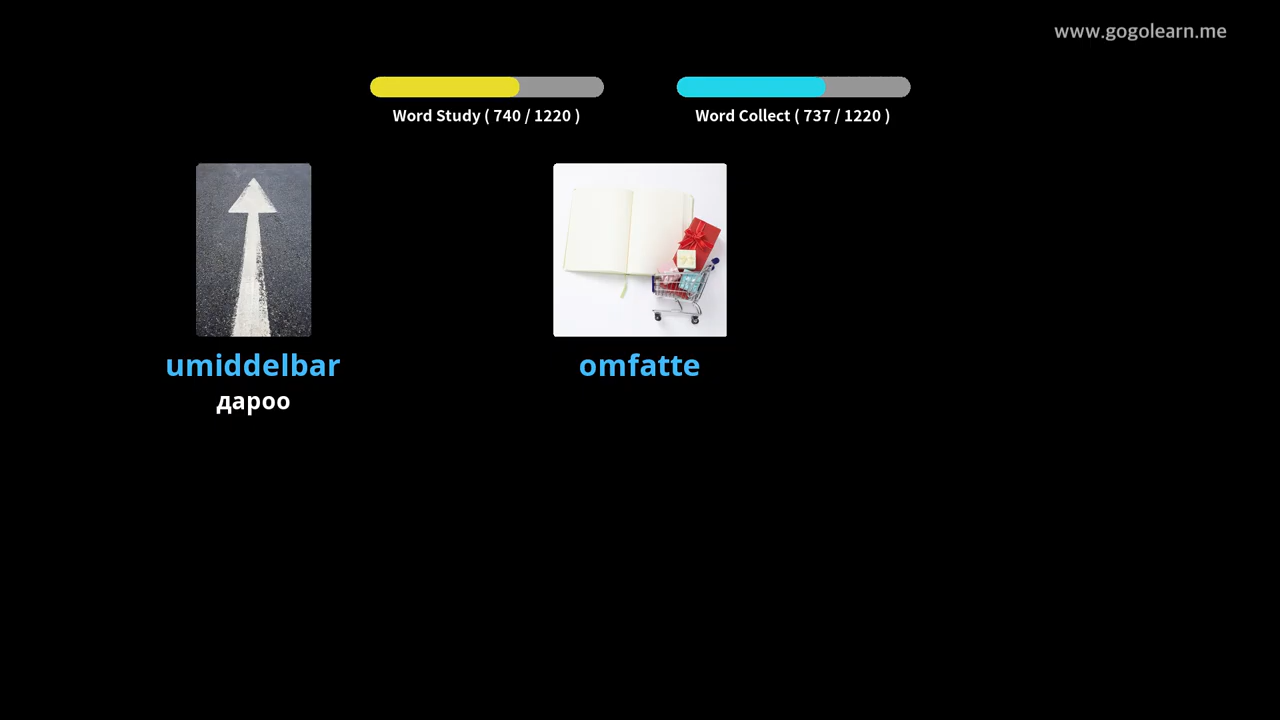 www.gogolearn.me
Word Study ( 740 / 1220 )
Word Collect ( 737 / 1220 )
umiddelbar
дароо
omfatte